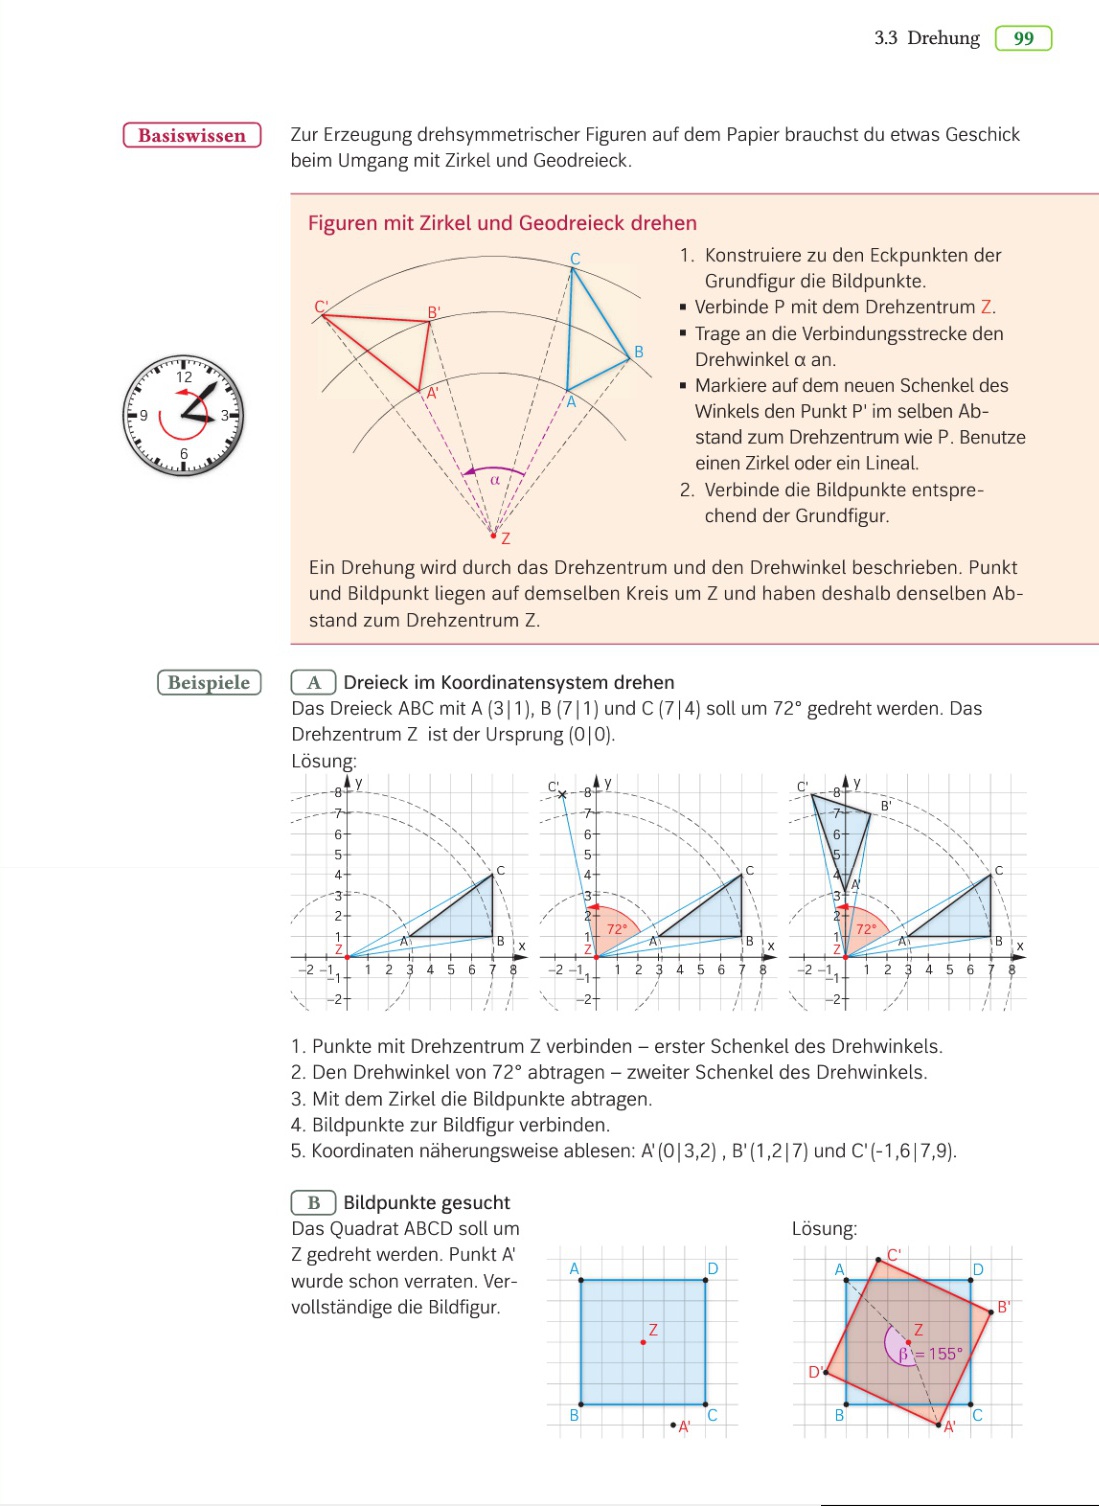 3.3 Drehung 99
Basiswissen
Zur Erzeugung drehsymmetrischer Figuren auf dem Papier brauchst du etwas Geschick
beim Umgang mit Zirkel und Geodreieck.
Figuren mit Zirkel und Geodreieck drehen
C
C'
B'
B
A'
A
α
Z
12
9
3
6
1. Konstruiere zu den Eckpunkten der
Grundfigur die Bildpunkte.
▪ Verbinde P mit dem Drehzentrum Z.
▪ Trage an die Verbindungsstrecke den
Drehwinkel α an.
▪ Markiere auf dem neuen Schenkel des
Winkels den Punkt P' im selben Ab-
stand zum Drehzentrum wie P. Benutze
einen Zirkel oder ein Lineal.
2. Verbinde die Bildpunkte entspre-
chend der Grundfigur.
Ein Drehung wird durch das Drehzentrum und den Drehwinkel beschrieben. Punkt
und Bildpunkt liegen auf demselben Kreis um Z und haben deshalb denselben Ab-
stand zum Drehzentrum Z.
Beispiele
A Dreieck im Koordinatensystem drehen
Das Dreieck ABC mit A (3|1), B (7|1) und C (7|4) soll um 72° gedreht werden. Das
Drehzentrum Z ist der Ursprung (0|0).
Lösung:
y
8
7
6
5
4
3
2
1
Z
A
B
C
x
−2 −1 1 2 3 4 5 6 7 8
−1
−2
C'
y
8
7
6
5
4
3
2
1
72°
Z
A
B
C
x
−2 −1 1 2 3 4 5 6 7 8
−1
−2
C'
y
B'
8
7
6
5
4
3
2
1
A'
72°
Z
A
B
C
x
−2 −1 1 2 3 4 5 6 7 8
−1
−2
1. Punkte mit Drehzentrum Z verbinden – erster Schenkel des Drehwinkels.
2. Den Drehwinkel von 72° abtragen – zweiter Schenkel des Drehwinkels.
3. Mit dem Zirkel die Bildpunkte abtragen.
4. Bildpunkte zur Bildfigur verbinden.
5. Koordinaten näherungsweise ablesen: A'(0|3,2) , B'(1,2|7) und C'(-1,6|7,9).
B Bildpunkte gesucht
Das Quadrat ABCD soll um
Z gedreht werden. Punkt A'
wurde schon verraten. Ver-
vollständige die Bildfigur.
A
D
Z
B
C
A'
Lösung:
C'
A
D
B'
Z
β = 155°
D'
B
C
A'